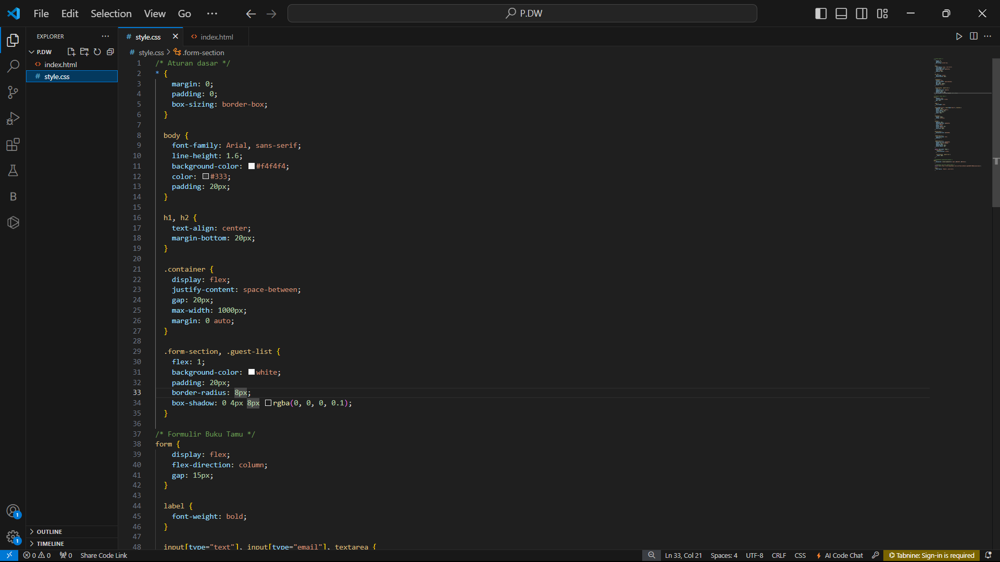 File Edit Selection View Go ··· P.DW
EXPLORER ···
P.DW
index.html
style.css
OUTLINE
TIMELINE
# style.css <> index.html
# style.css > .form-section
1 /* Aturan dasar */
2 * {
3 margin: 0;
4 padding: 0;
5 box-sizing: border-box;
6 }
7
8 body {
9 font-family: Arial, sans-serif;
10 line-height: 1.6;
11 background-color: #f4f4f4;
12 color: #333;
13 padding: 20px;
14 }
15
16 h1, h2 {
17 text-align: center;
18 margin-bottom: 20px;
19 }
20
21 .container {
22 display: flex;
23 justify-content: space-between;
24 gap: 20px;
25 max-width: 1000px;
26 margin: 0 auto;
27 }
28
29 .form-section, .guest-list {
30 flex: 1;
31 background-color: white;
32 padding: 20px;
33 border-radius: 8px;
34 box-shadow: 0 4px 8px rgba(0, 0, 0, 0.1);
35 }
36
37 /* Formulir Buku Tamu */
38 form {
39 display: flex;
40 flex-direction: column;
41 gap: 15px;
42 }
43
44 label {
45 font-weight: bold;
46 }
47
48 input[type="text"], input[type="email"], textarea {
B
1
1
0 0 0 Share Code Link Ln 33, Col 21 Spaces: 4 UTF-8 CRLF CSS AI Code Chat Tabnine: Sign-in is required